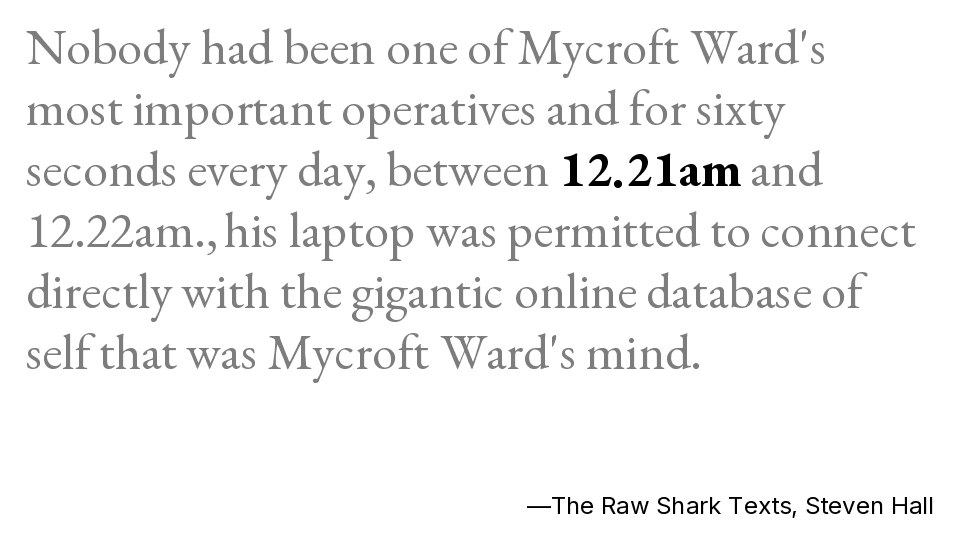 Nobody had been one of Mycroft Ward's
most important operatives and for sixty
seconds every day, between 12.21am and
12.22am., his laptop was permitted to connect
directly with the gigantic online database of
self that was Mycroft Ward's mind.
—The Raw Shark Texts, Steven Hall